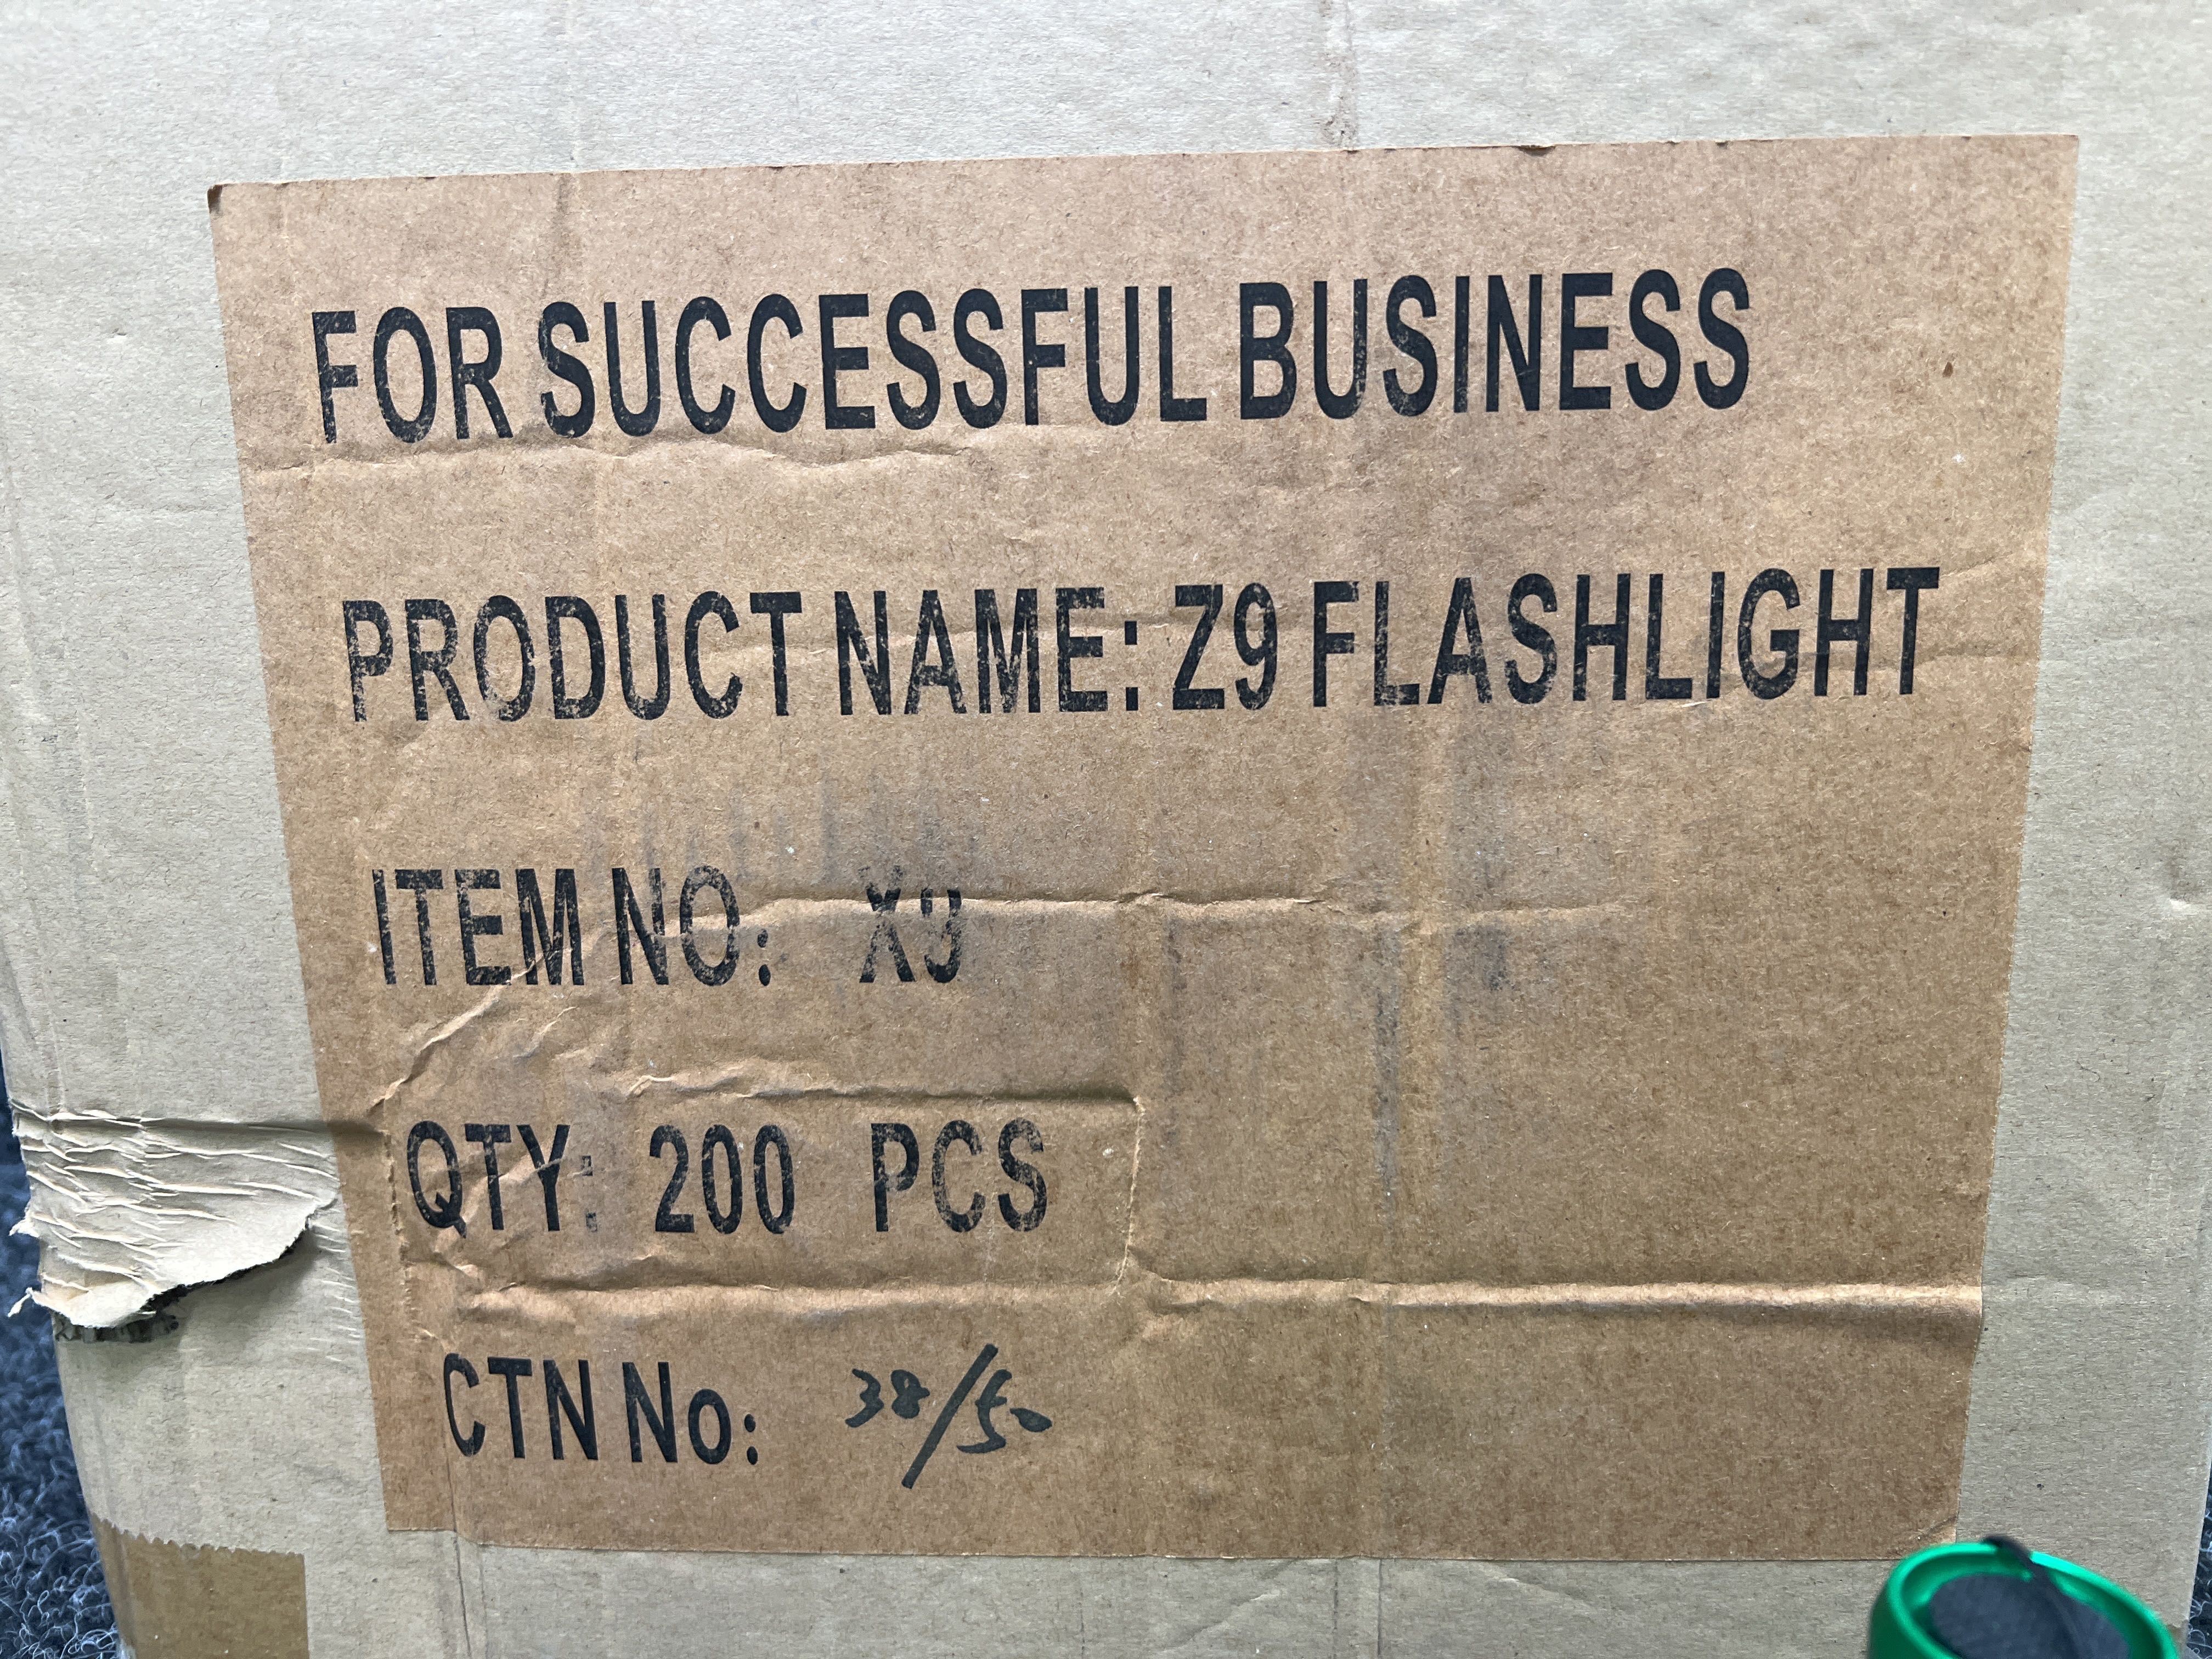 FOR SUCCESSFUL BUSINESS
PRODUCT NAME: Z9 FLASHLIGHT
ITEM NO:
QTY: 200 PCS
CTN No: 38/50